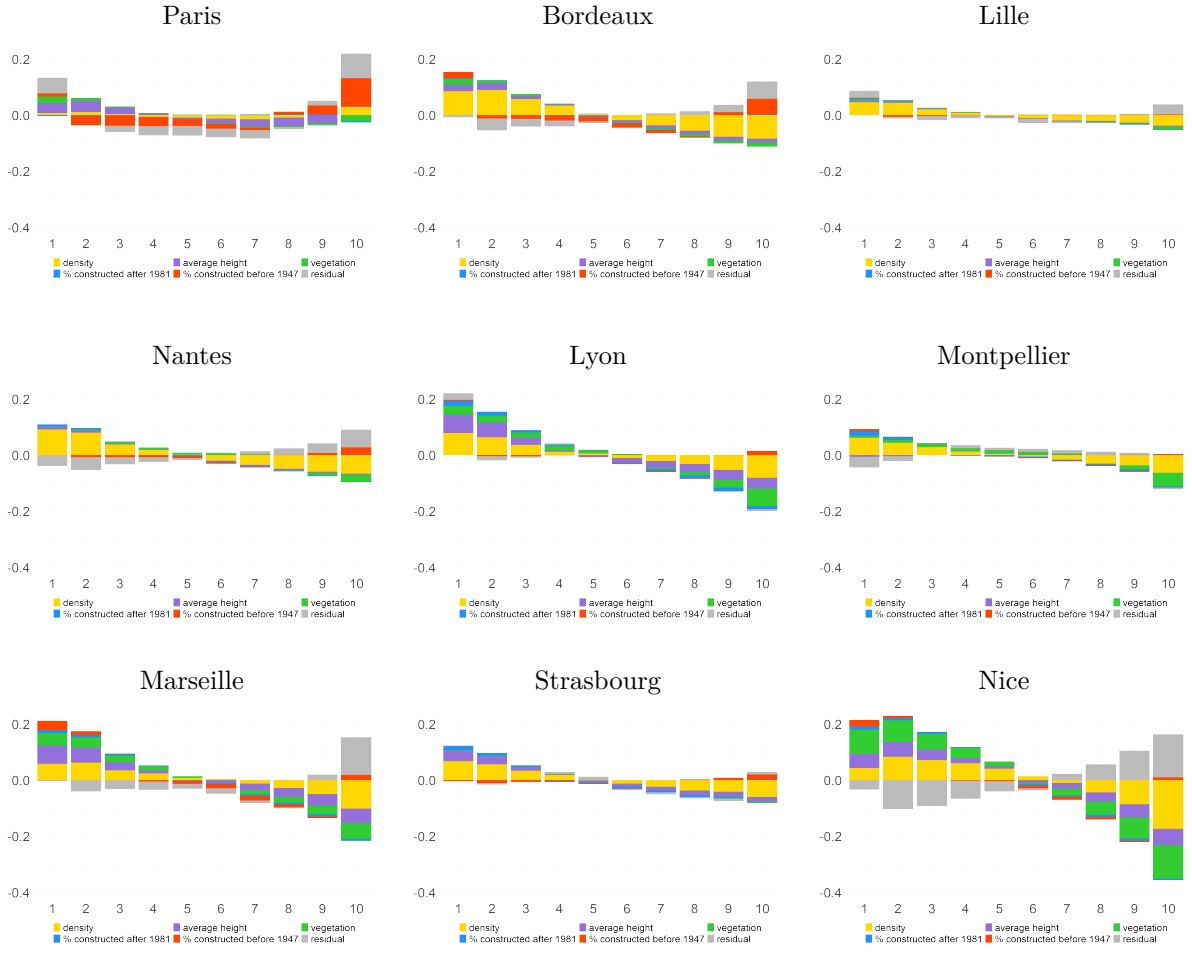 Paris
0.2
0.0
-0.2
-0.4
1 2 3 4 5 6 7 8 9 10
density average height vegetation
% constructed after 1981 % constructed before 1947 residual
Bordeaux
0.2
0.0
-0.2
-0.4
1 2 3 4 5 6 7 8 9 10
density average height vegetation
% constructed after 1981 % constructed before 1947 residual
Lille
0.2
0.0
-0.2
-0.4
1 2 3 4 5 6 7 8 9 10
density average height vegetation
% constructed after 1981 % constructed before 1947 residual
Nantes
0.2
0.0
-0.2
-0.4
1 2 3 4 5 6 7 8 9 10
density average height vegetation
% constructed after 1981 % constructed before 1947 residual
Lyon
0.2
0.0
-0.2
-0.4
1 2 3 4 5 6 7 8 9 10
density average height vegetation
% constructed after 1981 % constructed before 1947 residual
Montpellier
0.2
0.0
-0.2
-0.4
1 2 3 4 5 6 7 8 9 10
density average height vegetation
% constructed after 1981 % constructed before 1947 residual
Marseille
0.2
0.0
-0.2
-0.4
1 2 3 4 5 6 7 8 9 10
density average height vegetation
% constructed after 1981 % constructed before 1947 residual
Strasbourg
0.2
0.0
-0.2
-0.4
1 2 3 4 5 6 7 8 9 10
density average height vegetation
% constructed after 1981 % constructed before 1947 residual
Nice
0.2
0.0
-0.2
-0.4
1 2 3 4 5 6 7 8 9 10
density average height vegetation
% constructed after 1981 % constructed before 1947 residual